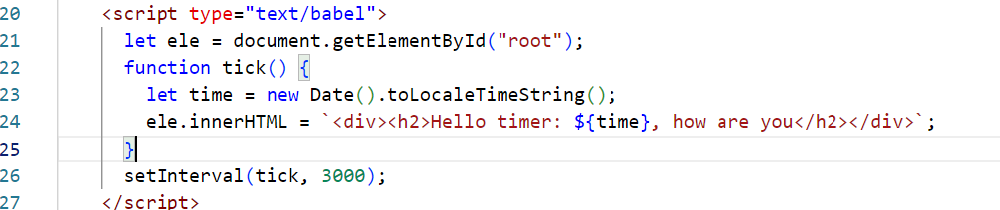 20 <script type="text/babel">
21 let ele = document.getElementById("root");
22 function tick() {
23 let time = new Date().toLocaleTimeString();
24 ele.innerHTML = `<div><h2>Hello timer: ${time}, how are you</h2></div>`;
25 }
26 setInterval(tick, 3000);
27 </script>